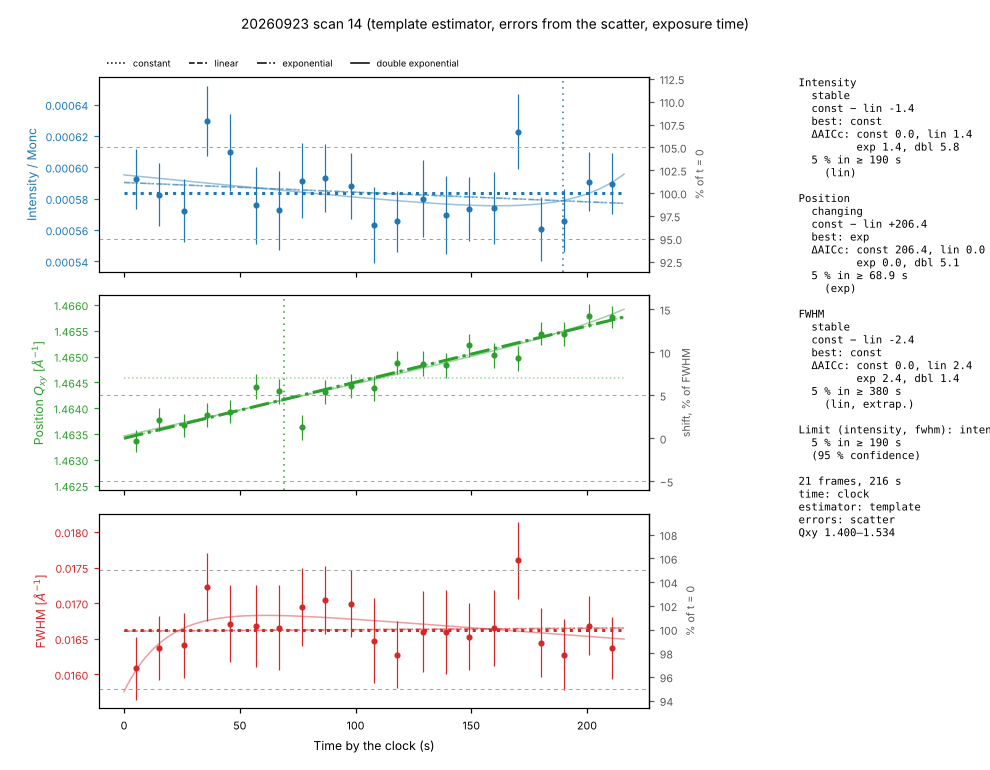 20260923 scan 14 (template estimator, errors from the scatter, exposure time)
constant linear exponential double exponential
0.00064
0.00062
0.00060
0.00058
0.00056
0.00054
Intensity / Monc
112.5
110.0
107.5
105.0
102.5
100.0
97.5
95.0
92.5
% of t = 0
1.4660
1.4655
1.4650
1.4645
1.4640
1.4635
1.4630
1.4625
Position Qxy [Å⁻¹]
15
10
5
0
−5
shift, % of FWHM
0.0180
0.0175
0.0170
0.0165
0.0160
FWHM [Å⁻¹]
108
106
104
102
100
98
96
94
% of t = 0
0 50 100 150 200
Time by the clock (s)
Intensity
stable
const − lin -1.4
best: const
ΔAICc: const 0.0, lin 1.4
exp 1.4, dbl 5.8
5 % in ≥ 190 s
(lin)
Position
changing
const − lin +206.4
best: exp
ΔAICc: const 206.4, lin 0.0
exp 0.0, dbl 5.1
5 % in ≥ 68.9 s
(exp)
FWHM
stable
const − lin -2.4
best: const
ΔAICc: const 0.0, lin 2.4
exp 2.4, dbl 1.4
5 % in ≥ 380 s
(lin, extrap.)
Limit (intensity, fwhm): inten
5 % in ≥ 190 s
(95 % confidence)
21 frames, 216 s
time: clock
estimator: template
errors: scatter
Qxy 1.400–1.534